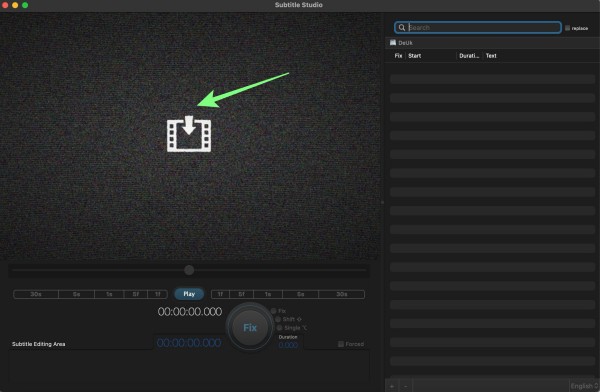 Subtitle Studio
Search
replace
DeUk
Fix Start Durati... Text
30s 5s 1s 5f 1f Play 1f 5f 1s 5s 30s
00:00:00.000
Fix
Fix
Shift
Single
Duration
Subtitle Editing Area
00:00:00.000
0.000
Forced
+ -
English